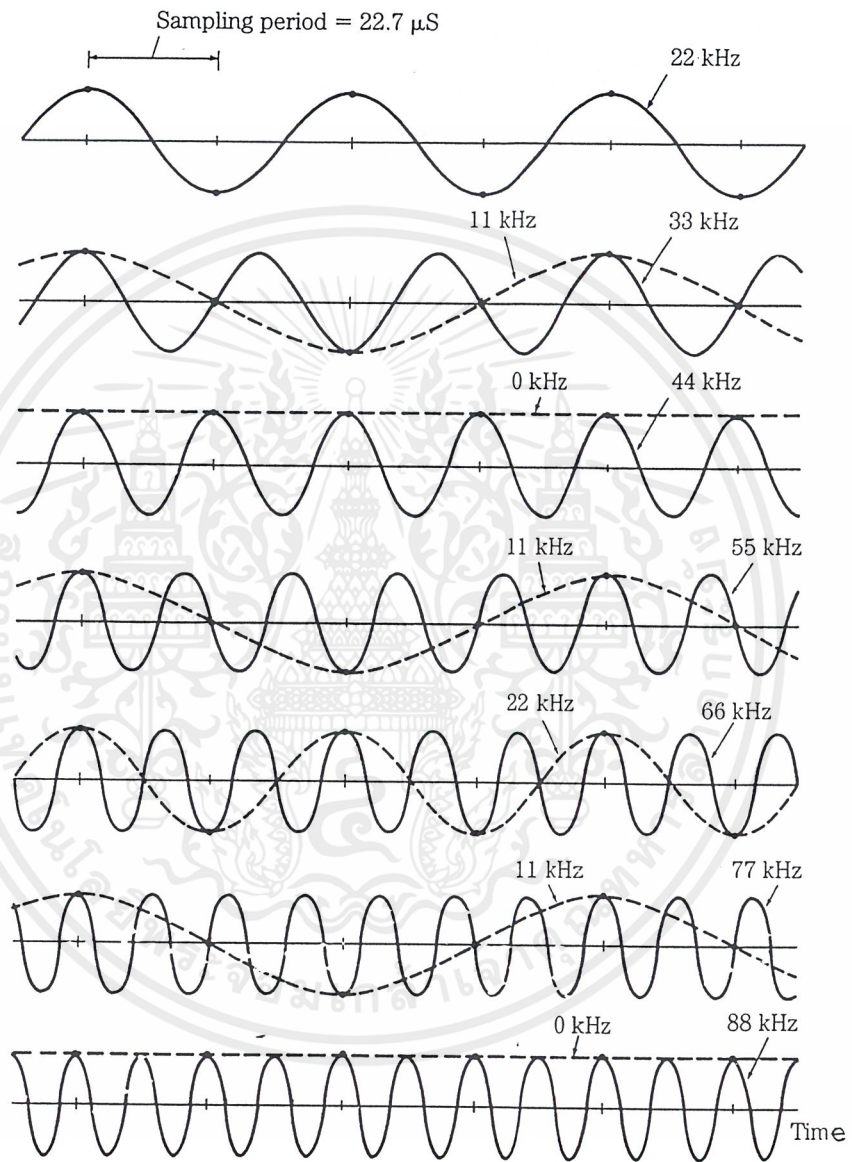 Sampling period = 22.7 μS
22 kHz
11 kHz
33 kHz
0 kHz
44 kHz
11 kHz
55 kHz
22 kHz
66 kHz
11 kHz
77 kHz
0 kHz
88 kHz
Time